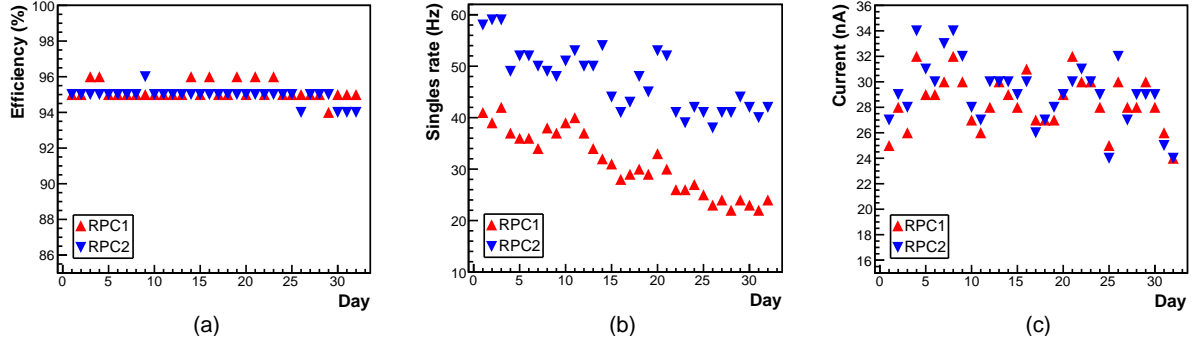 Efficiency (%)
100
98
96
94
92
90
88
86
RPC1
RPC2
0 5 10 15 20 25 30
Day
(a)
Singles rate (Hz)
60
50
40
30
20
10
RPC1
RPC2
0 5 10 15 20 25 30
Day
(b)
Current (nA)
36
34
32
30
28
26
24
22
20
18
16
RPC1
RPC2
0 5 10 15 20 25 30
Day
(c)